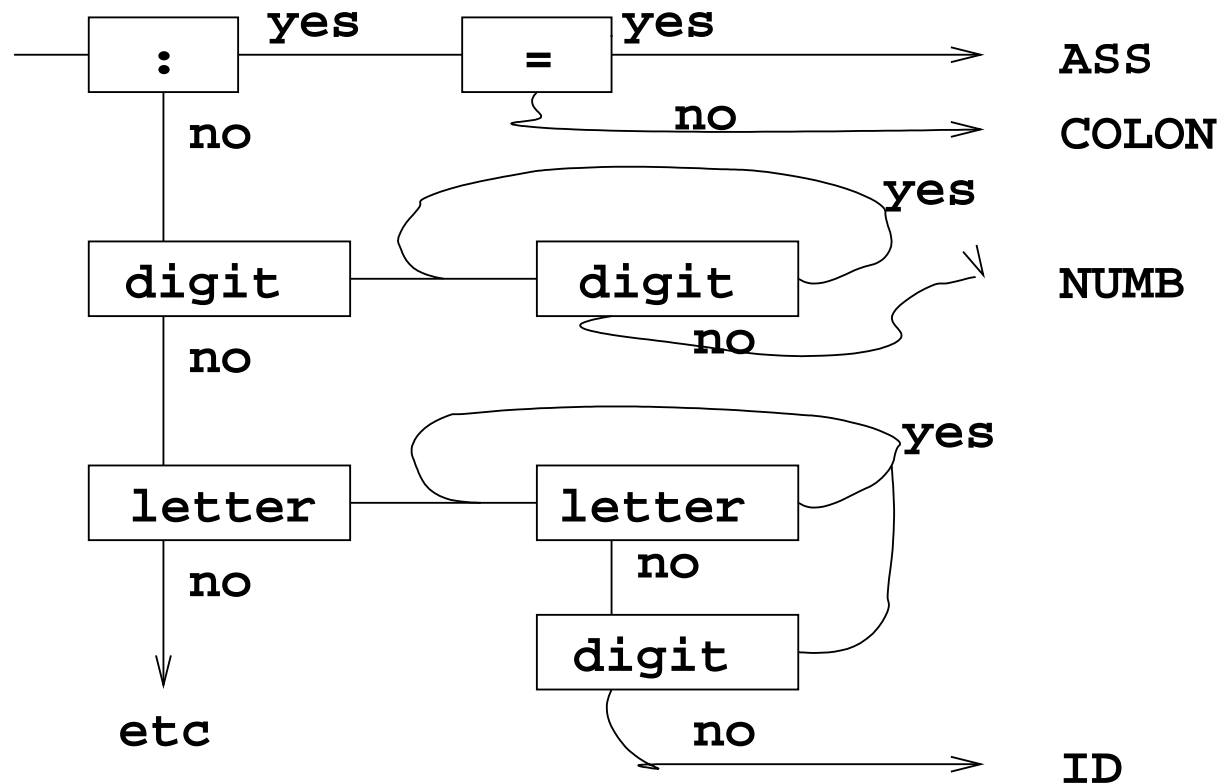 yes yes
: = ASS
no COLON
no
yes
digit digit NUMB
no no
yes
letter letter
no
no
digit
etc no
ID